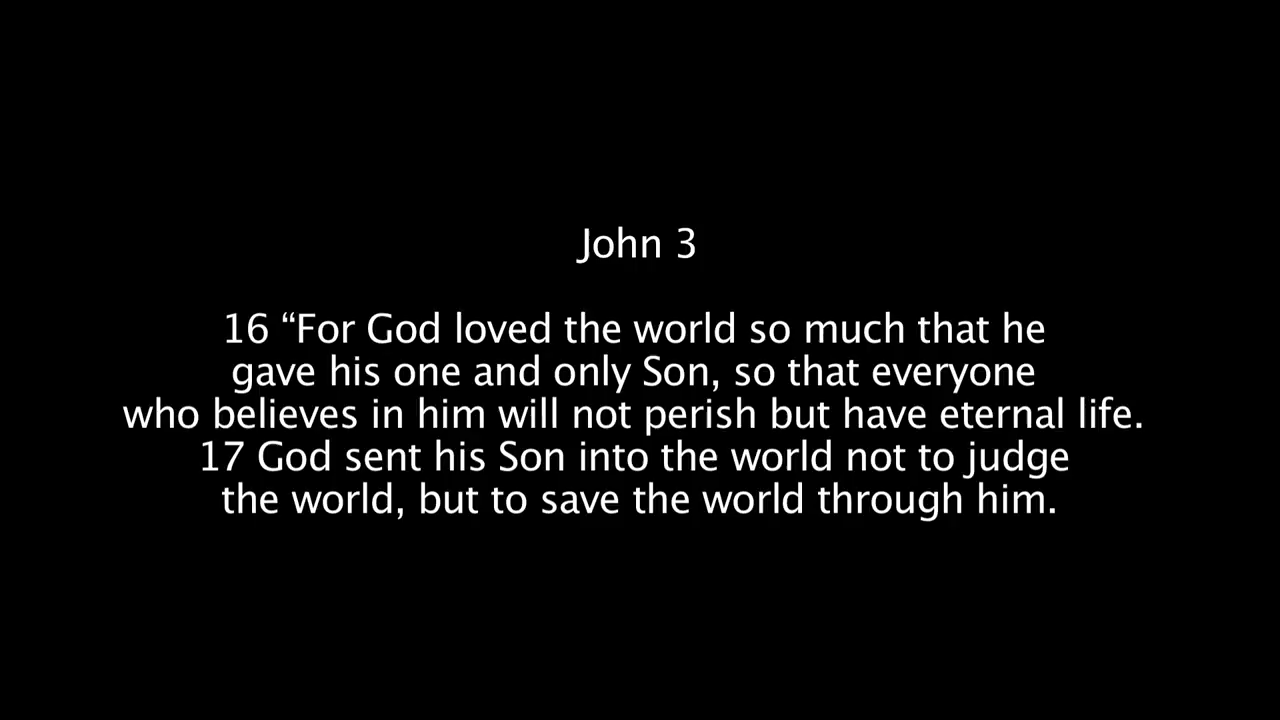 John 3
16 “For God loved the world so much that he
gave his one and only Son, so that everyone
who believes in him will not perish but have eternal life.
17 God sent his Son into the world not to judge
the world, but to save the world through him.